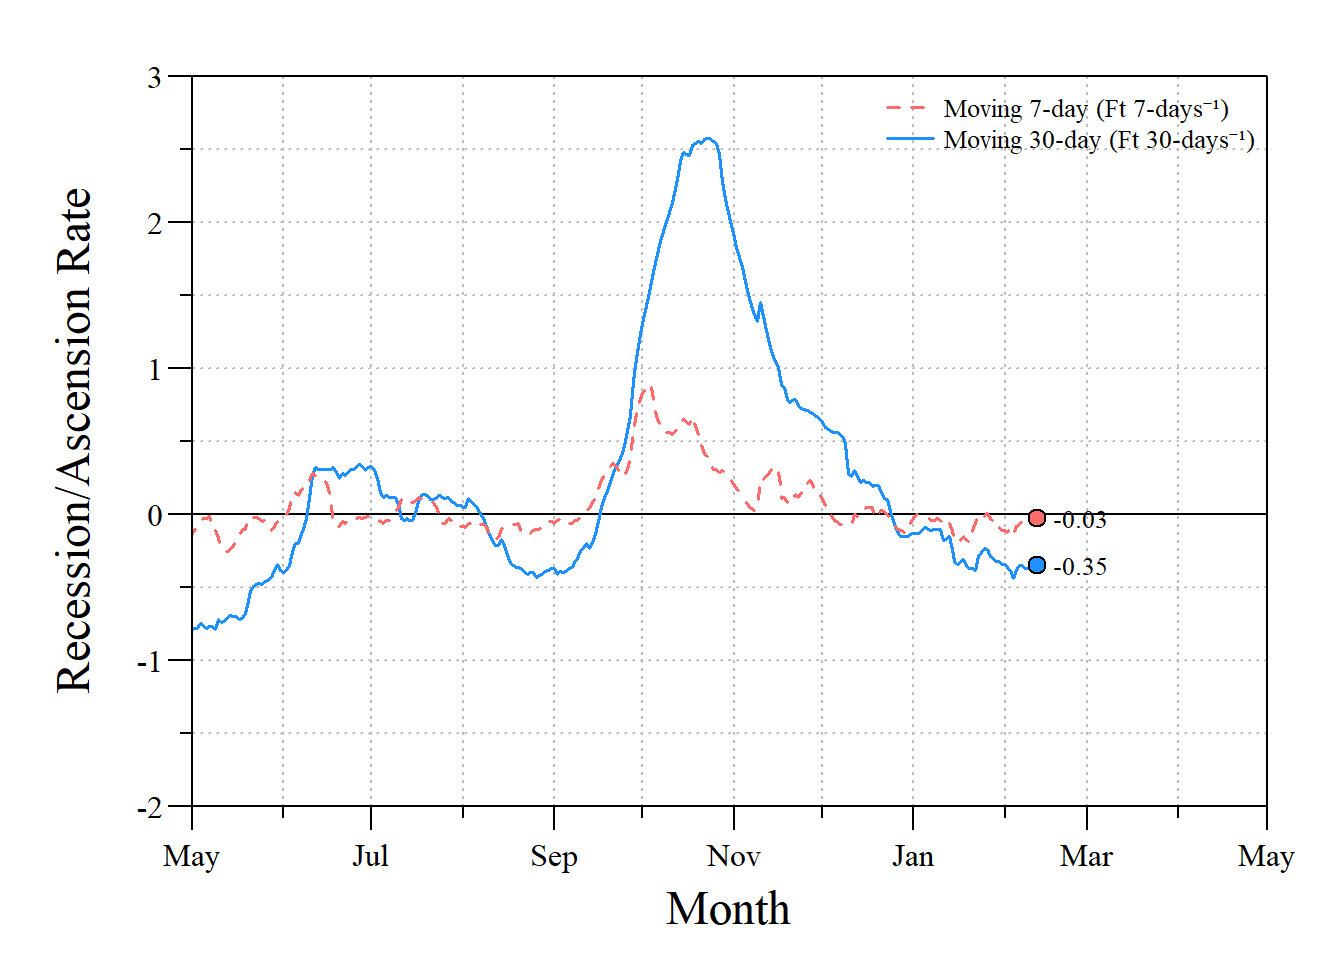 3
2
1
0
-1
-2
Recession/Ascension Rate
Moving 7-day (Ft 7-days⁻¹)
Moving 30-day (Ft 30-days⁻¹)
-0.03
-0.35
May Jul Sep Nov Jan Mar May
Month